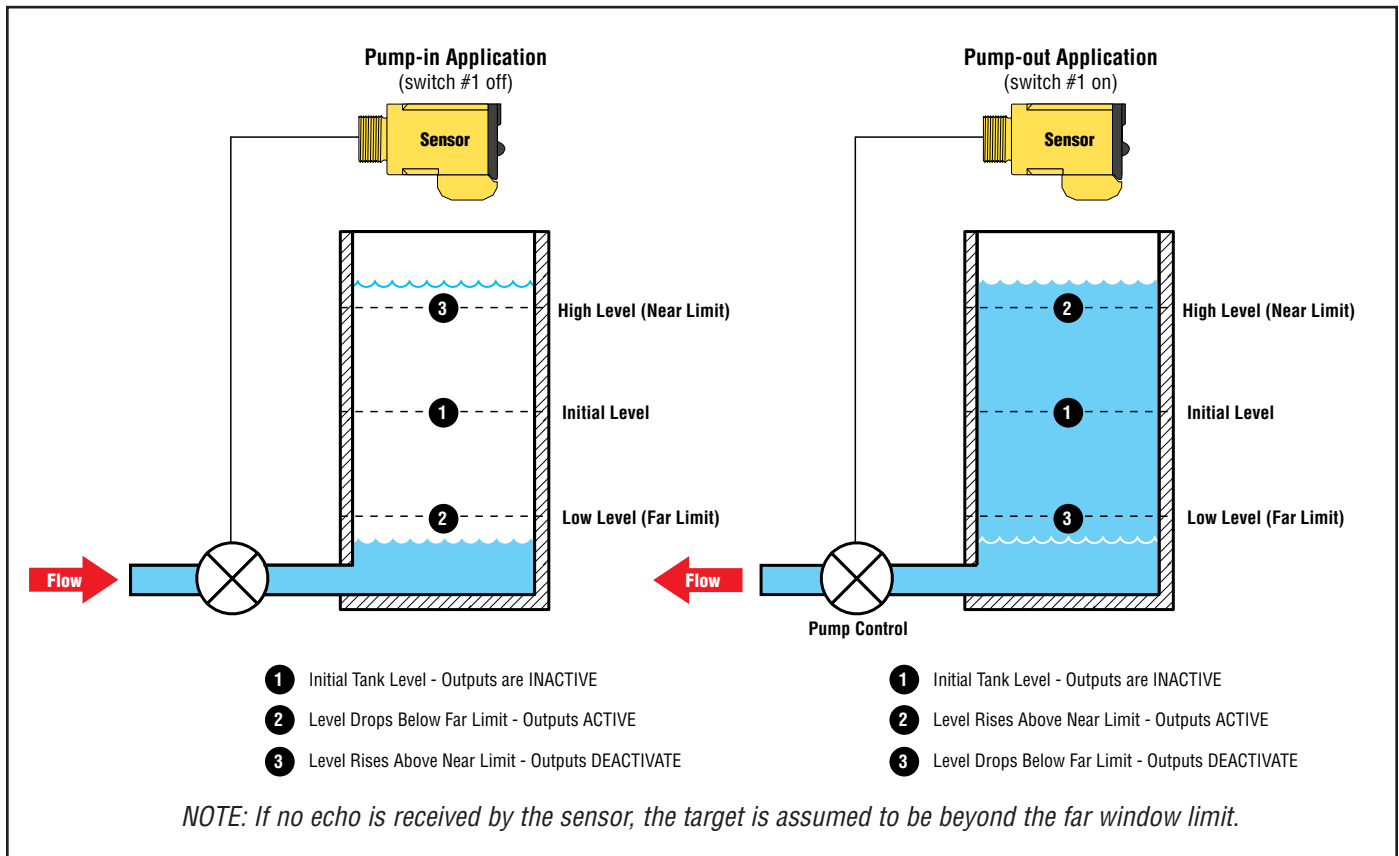 Pump-in Application
(switch #1 off)
Sensor
3
High Level (Near Limit)
1
Initial Level
2
Low Level (Far Limit)
Flow
1 Initial Tank Level - Outputs are INACTIVE
2 Level Drops Below Far Limit - Outputs ACTIVE
3 Level Rises Above Near Limit - Outputs DEACTIVATE
Pump-out Application
(switch #1 on)
Sensor
2
High Level (Near Limit)
1
Initial Level
3
Low Level (Far Limit)
Flow
Pump Control
1 Initial Tank Level - Outputs are INACTIVE
2 Level Rises Above Near Limit - Outputs ACTIVE
3 Level Drops Below Far Limit - Outputs DEACTIVATE
NOTE: If no echo is received by the sensor, the target is assumed to be beyond the far window limit.